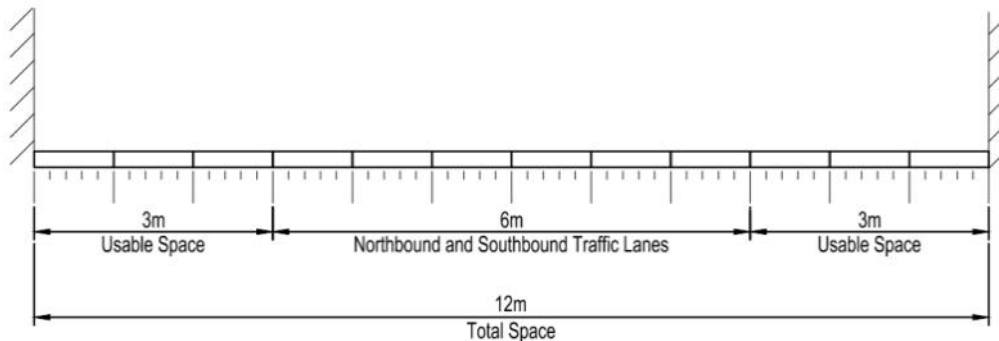 3m
Usable Space
6m
Northbound and Southbound Traffic Lanes
3m
Usable Space
12m
Total Space